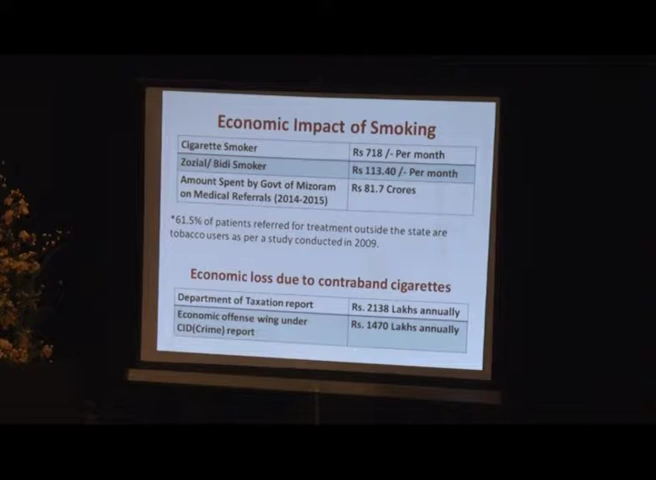 Economic Impact of Smoking
Cigarette Smoker Rs 718 /- Per month
Zozial/ Bidi Smoker Rs 113.40 /- Per month
Amount Spent by Govt of Mizoram Rs 81.7 Crores
on Medical Referrals (2014-2015)
*61.5% of patients referred for treatment outside the state are
tobacco users as per a study conducted in 2009.
Economic loss due to contraband cigarettes
Department of Taxation report Rs. 2138 Lakhs annually
Economic offense wing under Rs. 1470 Lakhs annually
CID(Crime) report